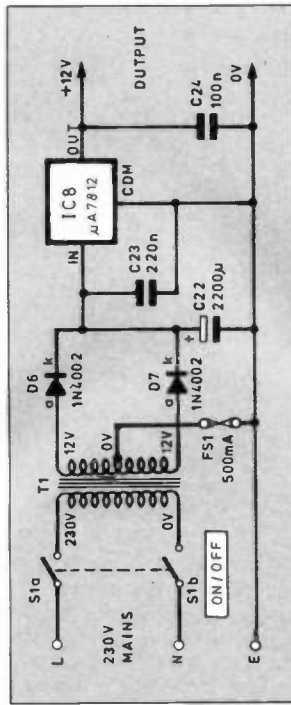 S1a
L
230V
MAINS
N
S1b
ON/OFF
E
T1
230V
0V
12V
0V
12V
FS1
500mA
D6
a
k
1N4002
D7
a
k
1N4002
C22
2200µ
+
C23
220n
IN
IC8
µA7812
OUT
COM
C24
100n
+12V
OUTPUT
0V